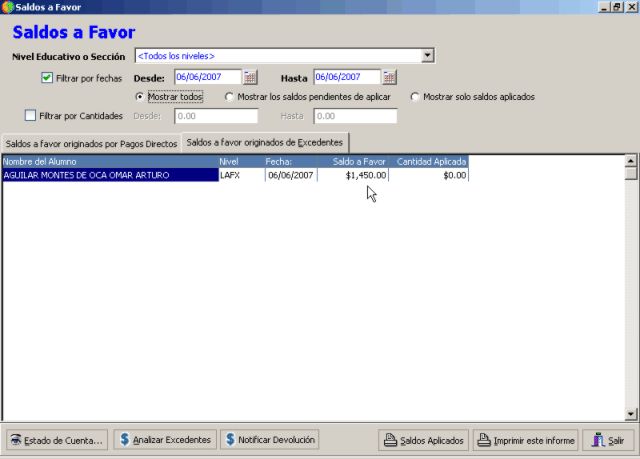 Saldos a Favor
Saldos a Favor
Nivel Educativo o Sección <Todos los niveles>
Filtrar por fechas Desde: 06/06/2007 Hasta 06/06/2007
Mostrar todos Mostrar los saldos pendientes de aplicar Mostrar solo saldos aplicados
Filtrar por Cantidades Desde: 0.00 Hasta 0.00
Saldos a favor originados por Pagos Directos Saldos a favor originados de Excedentes
Nombre del Alumno Nivel Fecha: Saldo a Favor Cantidad Aplicada
AGUILAR MONTES DE OCA OMAR ARTURO LAFX 06/06/2007 $1,450.00 $0.00
Estado de Cuenta... Analizar Excedentes Notificar Devolución Saldos Aplicados Imprimir este informe Salir